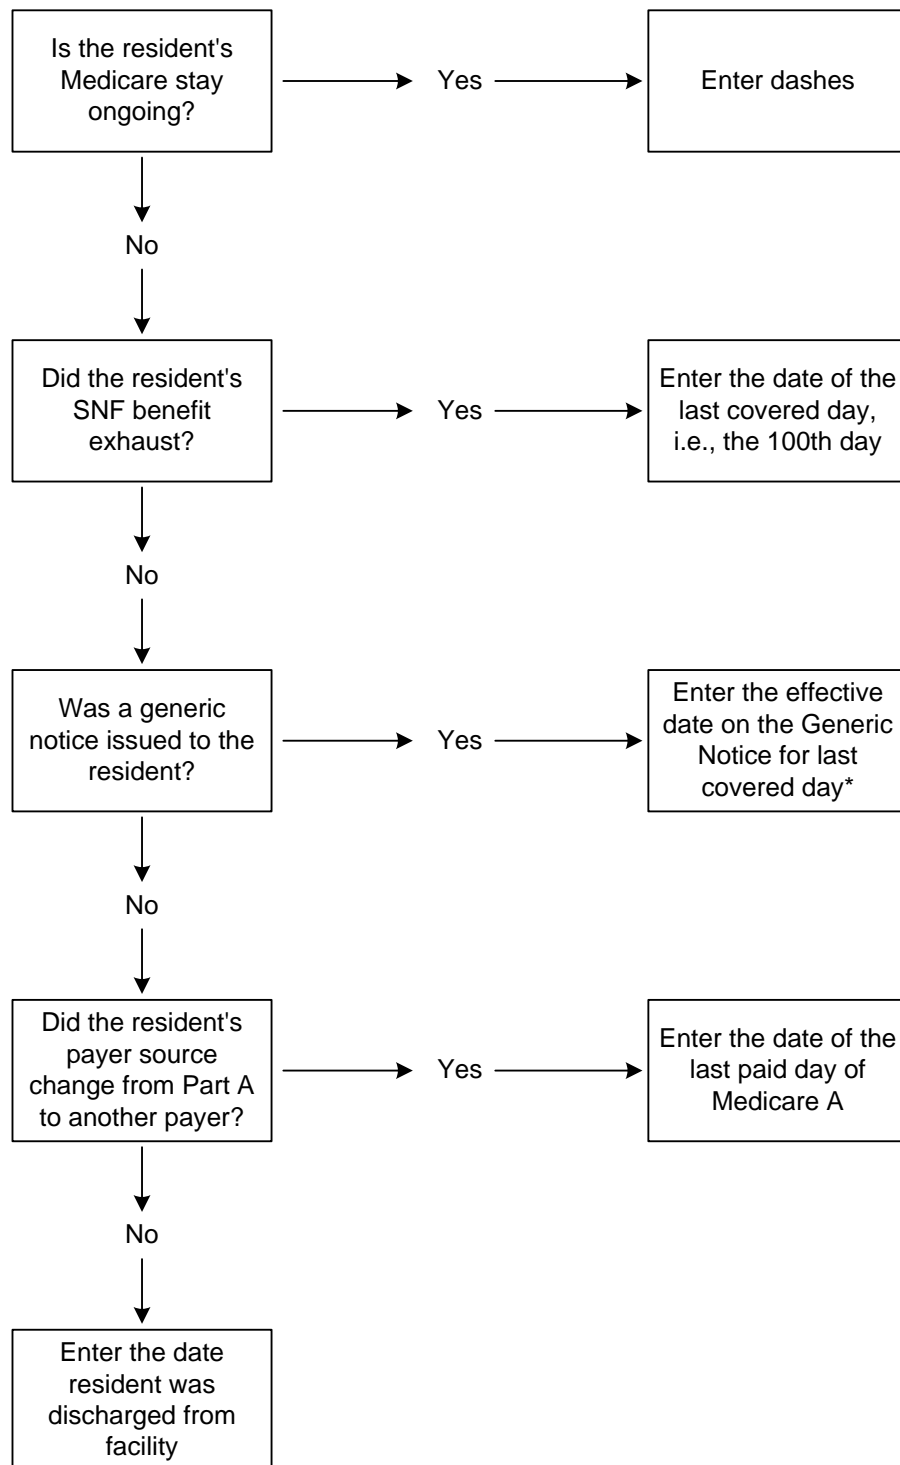 Is the resident's
Medicare stay
ongoing?
Yes
Enter dashes
No
Did the resident's
SNF benefit
exhaust?
Yes
Enter the date of the
last covered day,
i.e., the 100th day
No
Was a generic
notice issued to the
resident?
Yes
Enter the effective
date on the Generic
Notice for last
covered day*
No
Did the resident's
payer source
change from Part A
to another payer?
Yes
Enter the date of the
last paid day of
Medicare A
No
Enter the date
resident was
discharged from
facility